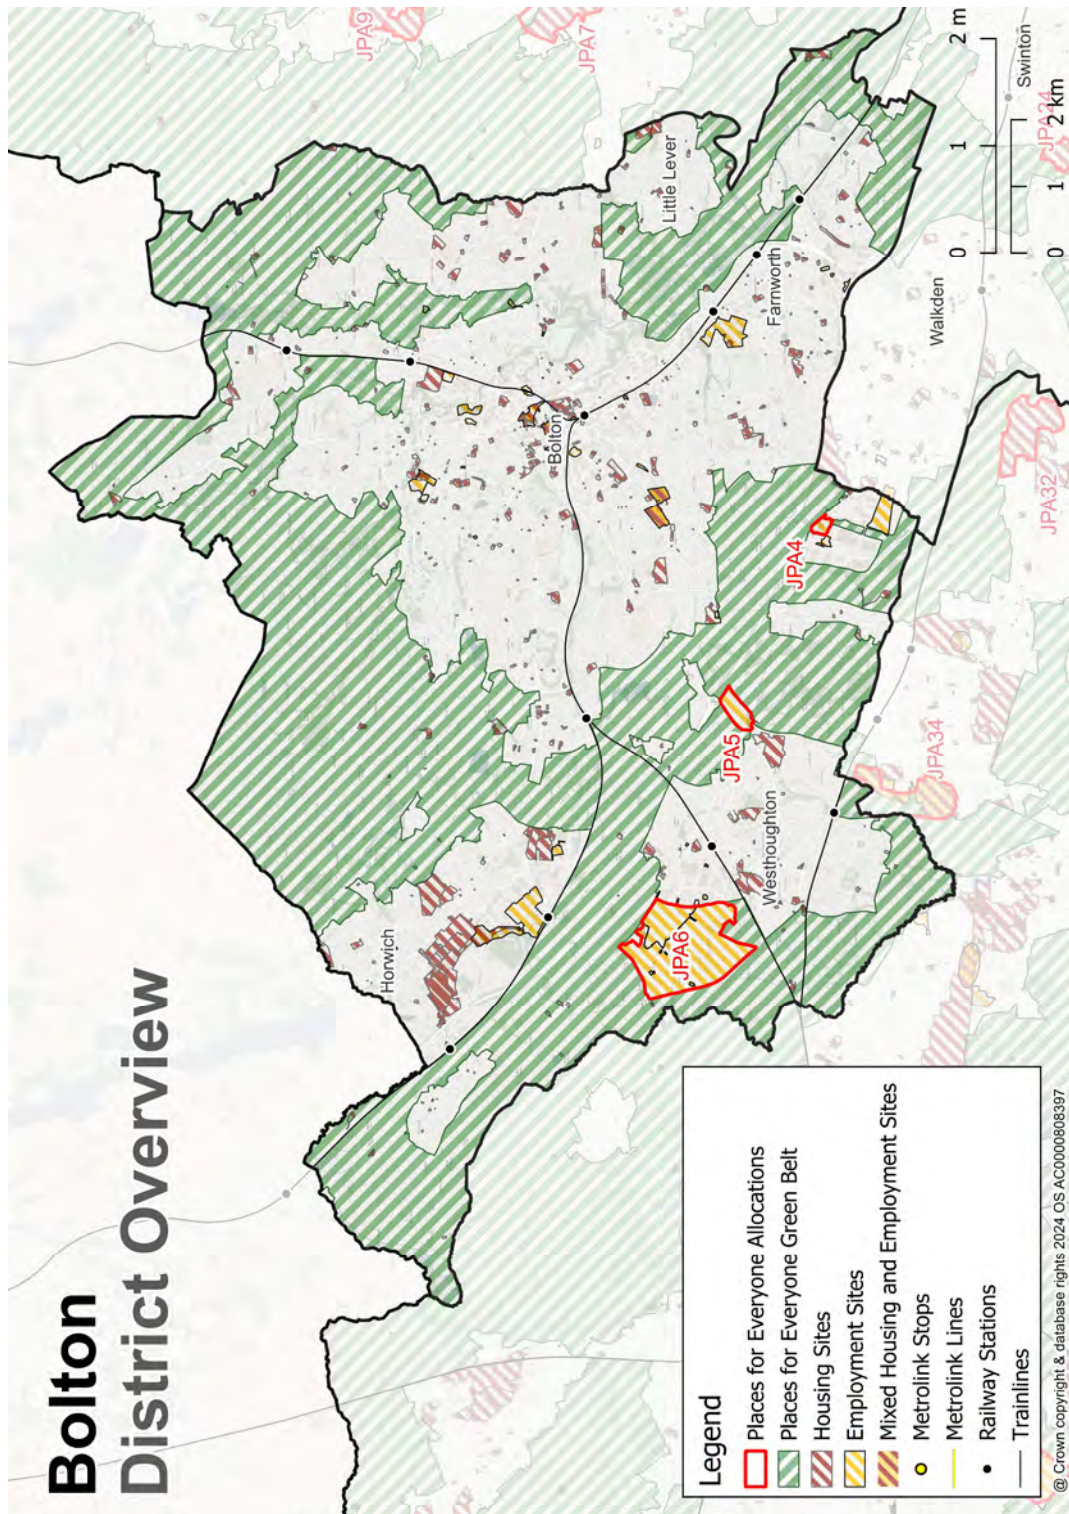 Bolton
District Overview
JPA9
JPA7
Horwich
Bolton
Little Lever
Farnworth
Walkden
Swinton
JPA24
JPA32
JPA4
JPA5
JPA34
JPA6
Westhoughton
0 1 2 m
0 1 2 km
Legend
Places for Everyone Allocations
Places for Everyone Green Belt
Housing Sites
Employment Sites
Mixed Housing and Employment Sites
Metrolink Stops
Metrolink Lines
Railway Stations
Trainlines
@ Crown copyright & database rights 2024 OS AC0000808397